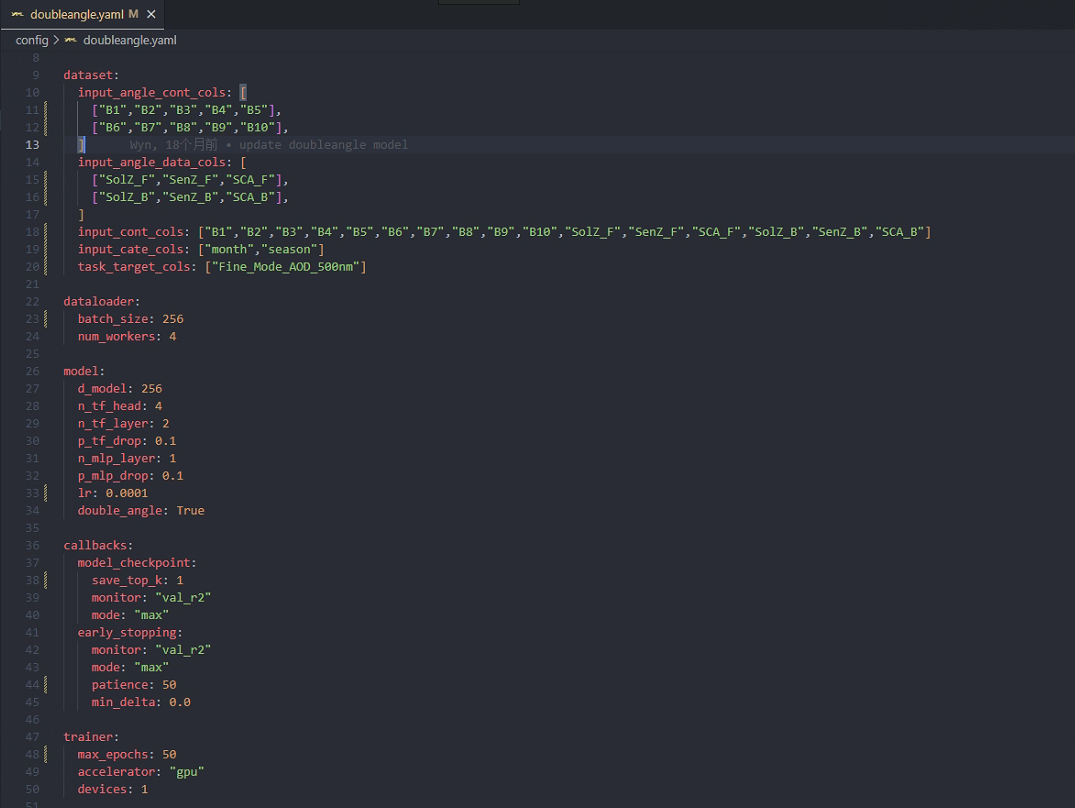 doubleangle.yaml M
config > doubleangle.yaml
8
9 dataset:
10 input_angle_cont_cols: [
11 ["B1","B2","B3","B4","B5"],
12 ["B6","B7","B8","B9","B10"],
13 ] Wyn, 18个月前 • update doubleangle model
14 input_angle_data_cols: [
15 ["SolZ_F","SenZ_F","SCA_F"],
16 ["SolZ_B","SenZ_B","SCA_B"],
17 ]
18 input_cont_cols: ["B1","B2","B3","B4","B5","B6","B7","B8","B9","B10","SolZ_F","SenZ_F","SCA_F","SolZ_B","SenZ_B","SCA_B"]
19 input_cate_cols: ["month","season"]
20 task_target_cols: ["Fine_Mode_AOD_500nm"]
21
22 dataloader:
23 batch_size: 256
24 num_workers: 4
25
26 model:
27 d_model: 256
28 n_tf_head: 4
29 n_tf_layer: 2
30 p_tf_drop: 0.1
31 n_mlp_layer: 1
32 p_mlp_drop: 0.1
33 lr: 0.0001
34 double_angle: True
35
36 callbacks:
37 model_checkpoint:
38 save_top_k: 1
39 monitor: "val_r2"
40 mode: "max"
41 early_stopping:
42 monitor: "val_r2"
43 mode: "max"
44 patience: 50
45 min_delta: 0.0
46
47 trainer:
48 max_epochs: 50
49 accelerator: "gpu"
50 devices: 1
51